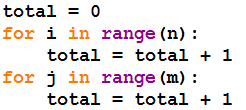 total = 0
for i in range(n):
    total = total + 1
for j in range(m):
    total = total + 1